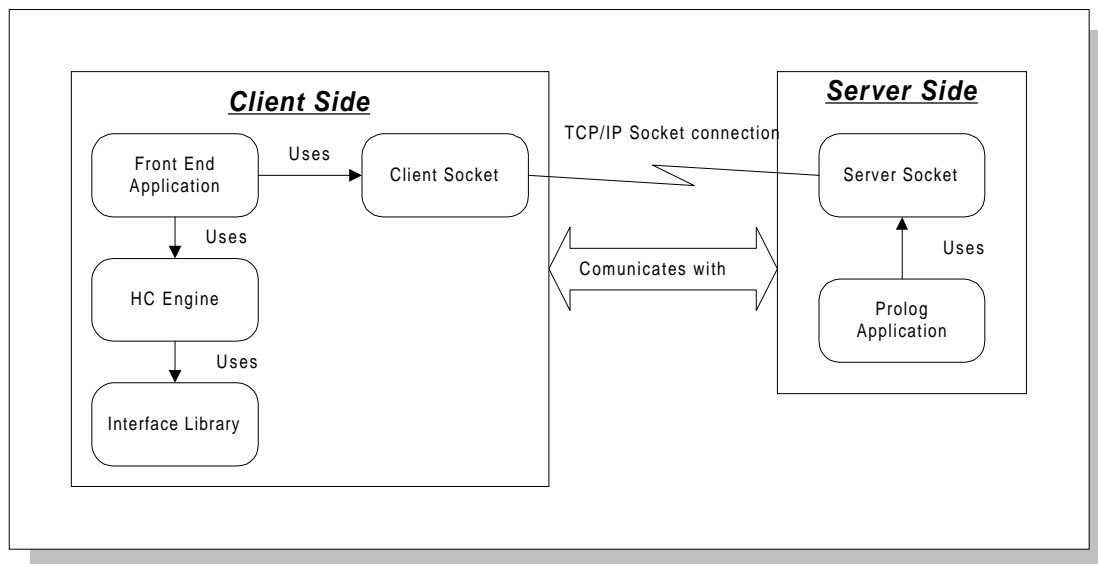 Client Side
Server Side
TCP/IP Socket connection
Front End
Application
Uses
Client Socket
Server Socket
Uses
Uses
HC Engine
Comunicates with
Prolog
Application
Uses
Interface Library